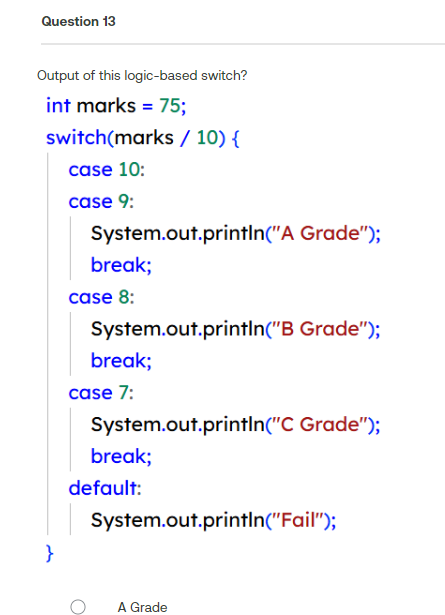 Question 13
Output of this logic-based switch?
int marks = 75;
switch(marks / 10) {
case 10:
case 9:
System.out.println("A Grade");
break;
case 8:
System.out.println("B Grade");
break;
case 7:
System.out.println("C Grade");
break;
default:
System.out.println("Fail");
}
A Grade